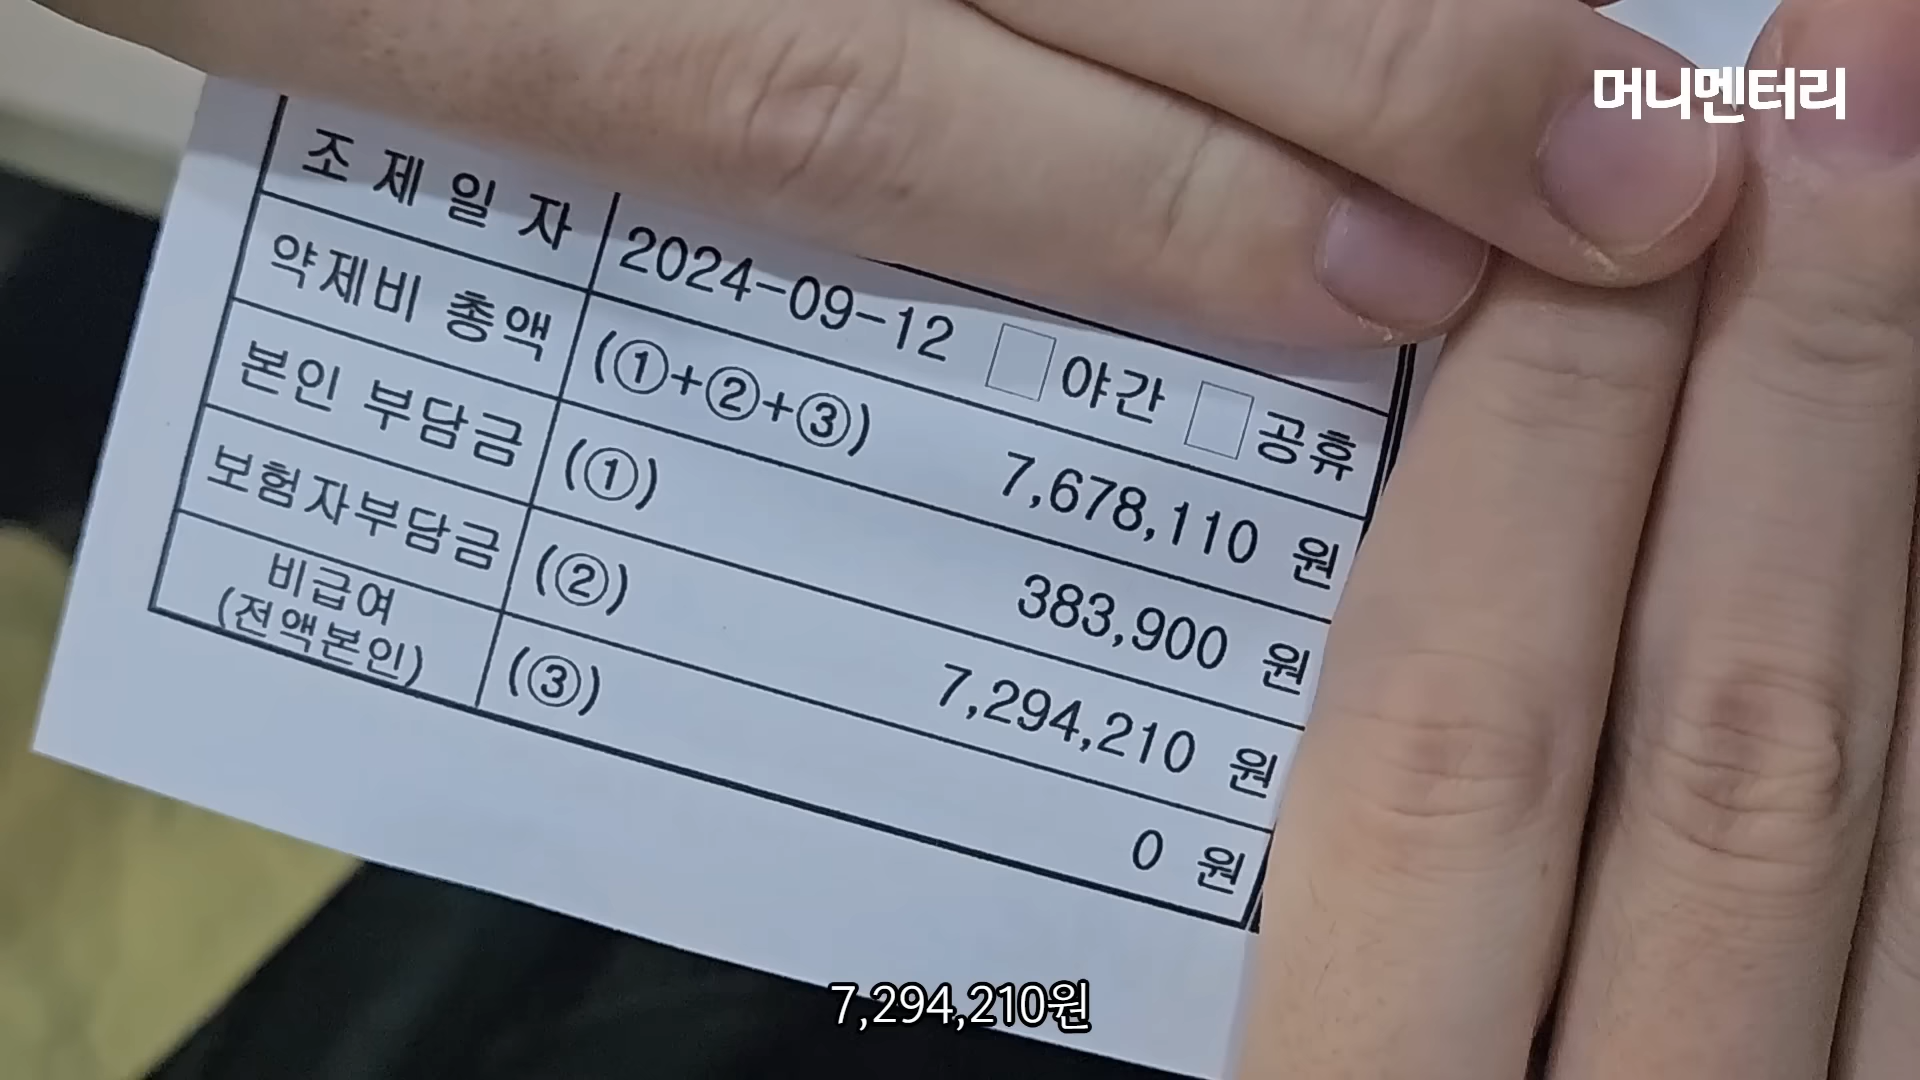 머니멘터리
조 제 일 자 2024-09-12 □ 야간 □ 공휴
약제비 총액 (①+②+③) 7,678,110 원
본인 부담금 (①) 383,900 원
보험자부담금 (②) 7,294,210 원
비급여
(전액본인) (③) 0 원
7,294,210원